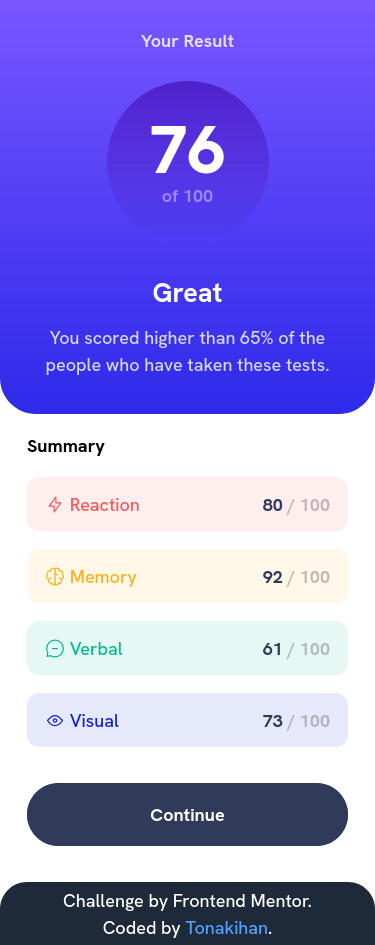 Your Result
76
of 100
Great
You scored higher than 65% of the
people who have taken these tests.
Summary
Reaction 80 / 100
Memory 92 / 100
Verbal 61 / 100
Visual 73 / 100
Continue
Challenge by Frontend Mentor.
Coded by Tonakihan.